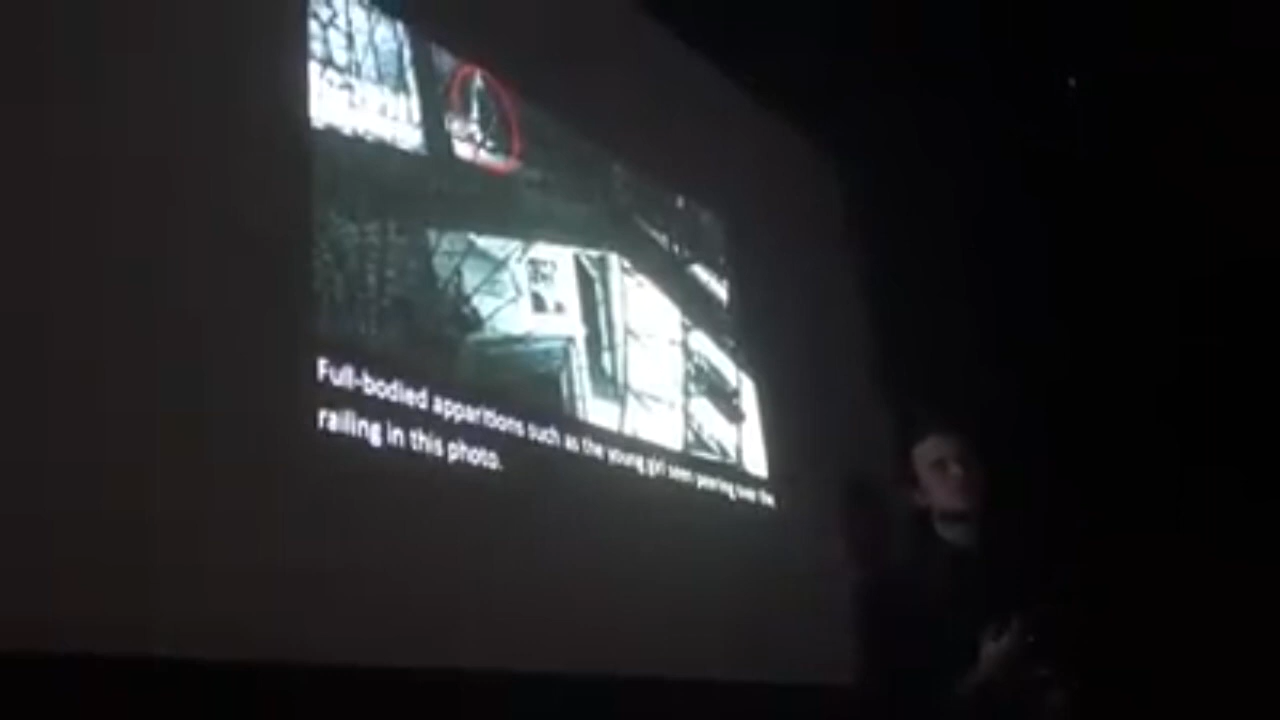 Full-bodied apparitions such as the young girl seen peering over the
railing in this photo.